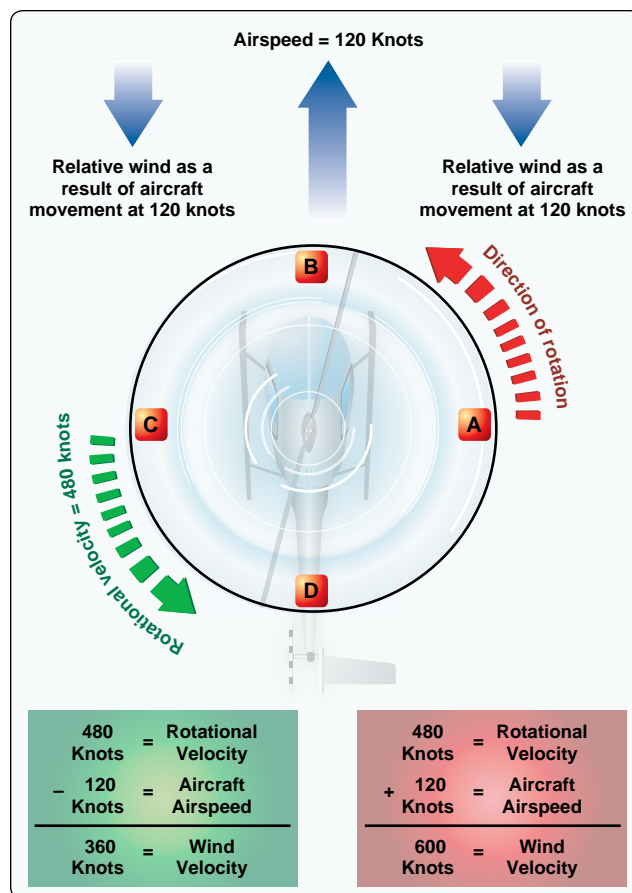 Airspeed = 120 Knots
Relative wind as a
result of aircraft
movement at 120 knots
Relative wind as a
result of aircraft
movement at 120 knots
B
Direction of rotation
C
A
Rotational velocity = 480 knots
D
480 Knots = Rotational Velocity
– 120 Knots = Aircraft Airspeed
360 Knots = Wind Velocity
480 Knots = Rotational Velocity
+ 120 Knots = Aircraft Airspeed
600 Knots = Wind Velocity